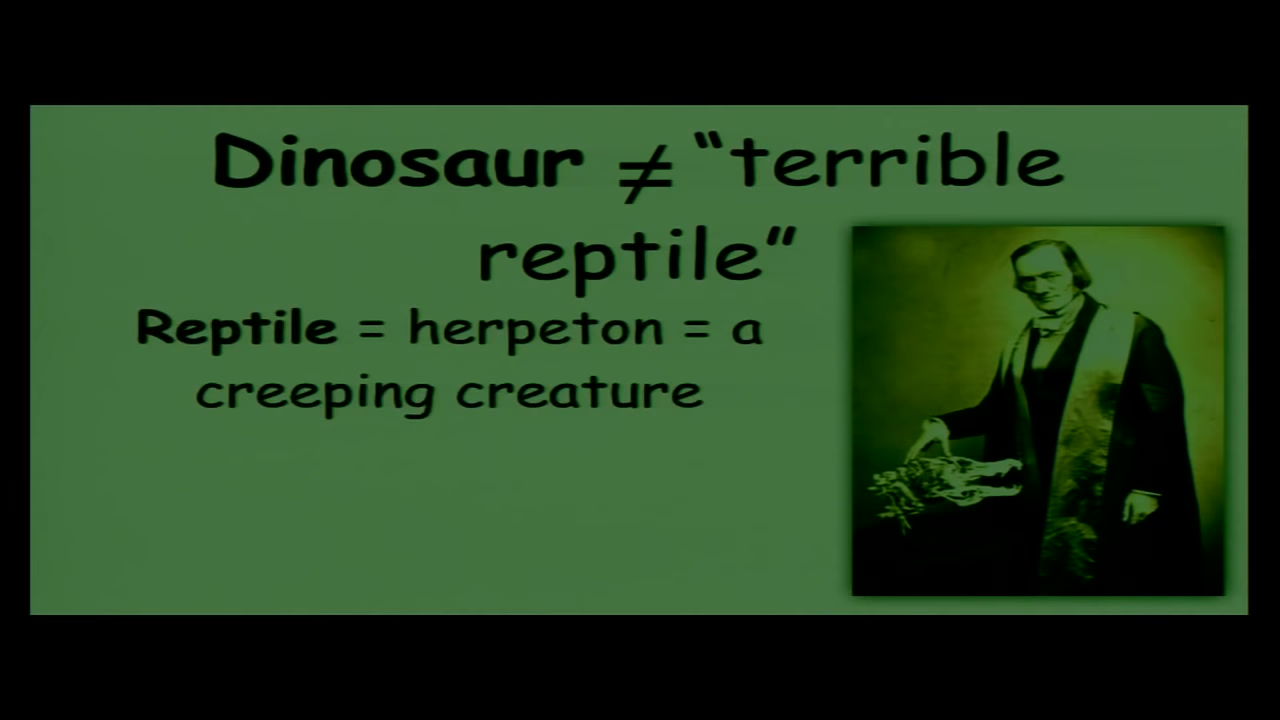 Dinosaur ≠ “terrible
reptile”
Reptile = herpeton = a
creeping creature